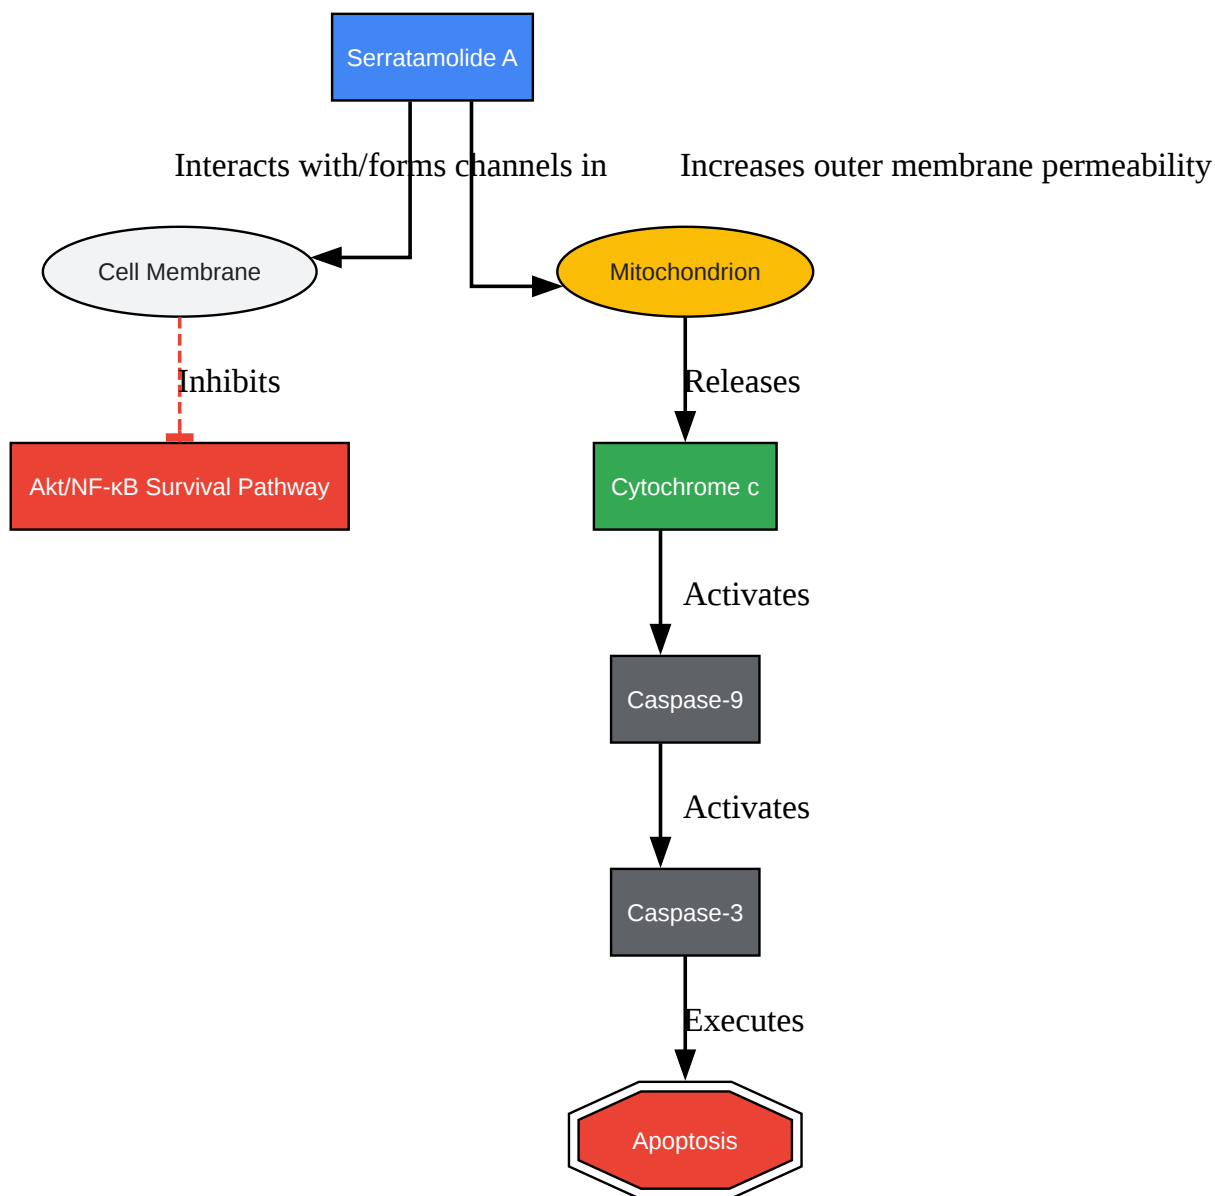 Serratamolide A
Interacts with/forms channels in
Increases outer membrane permeability
Cell Membrane
Mitochondrion
Inhibits
Releases
Akt/NF-κB Survival Pathway
Cytochrome c
Activates
Caspase-9
Activates
Caspase-3
Executes
Apoptosis